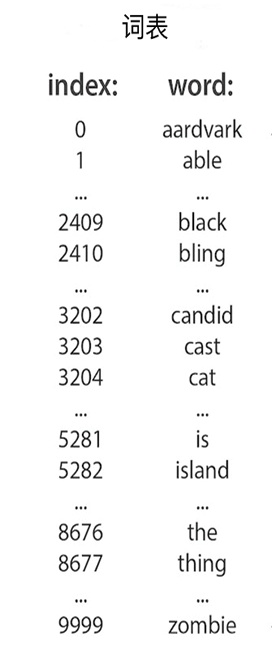 词表
index: word:
0 aardvark
1 able
... ...
2409 black
2410 bling
... ...
3202 candid
3203 cast
3204 cat
... ...
5281 is
5282 island
... ...
8676 the
8677 thing
... ...
9999 zombie